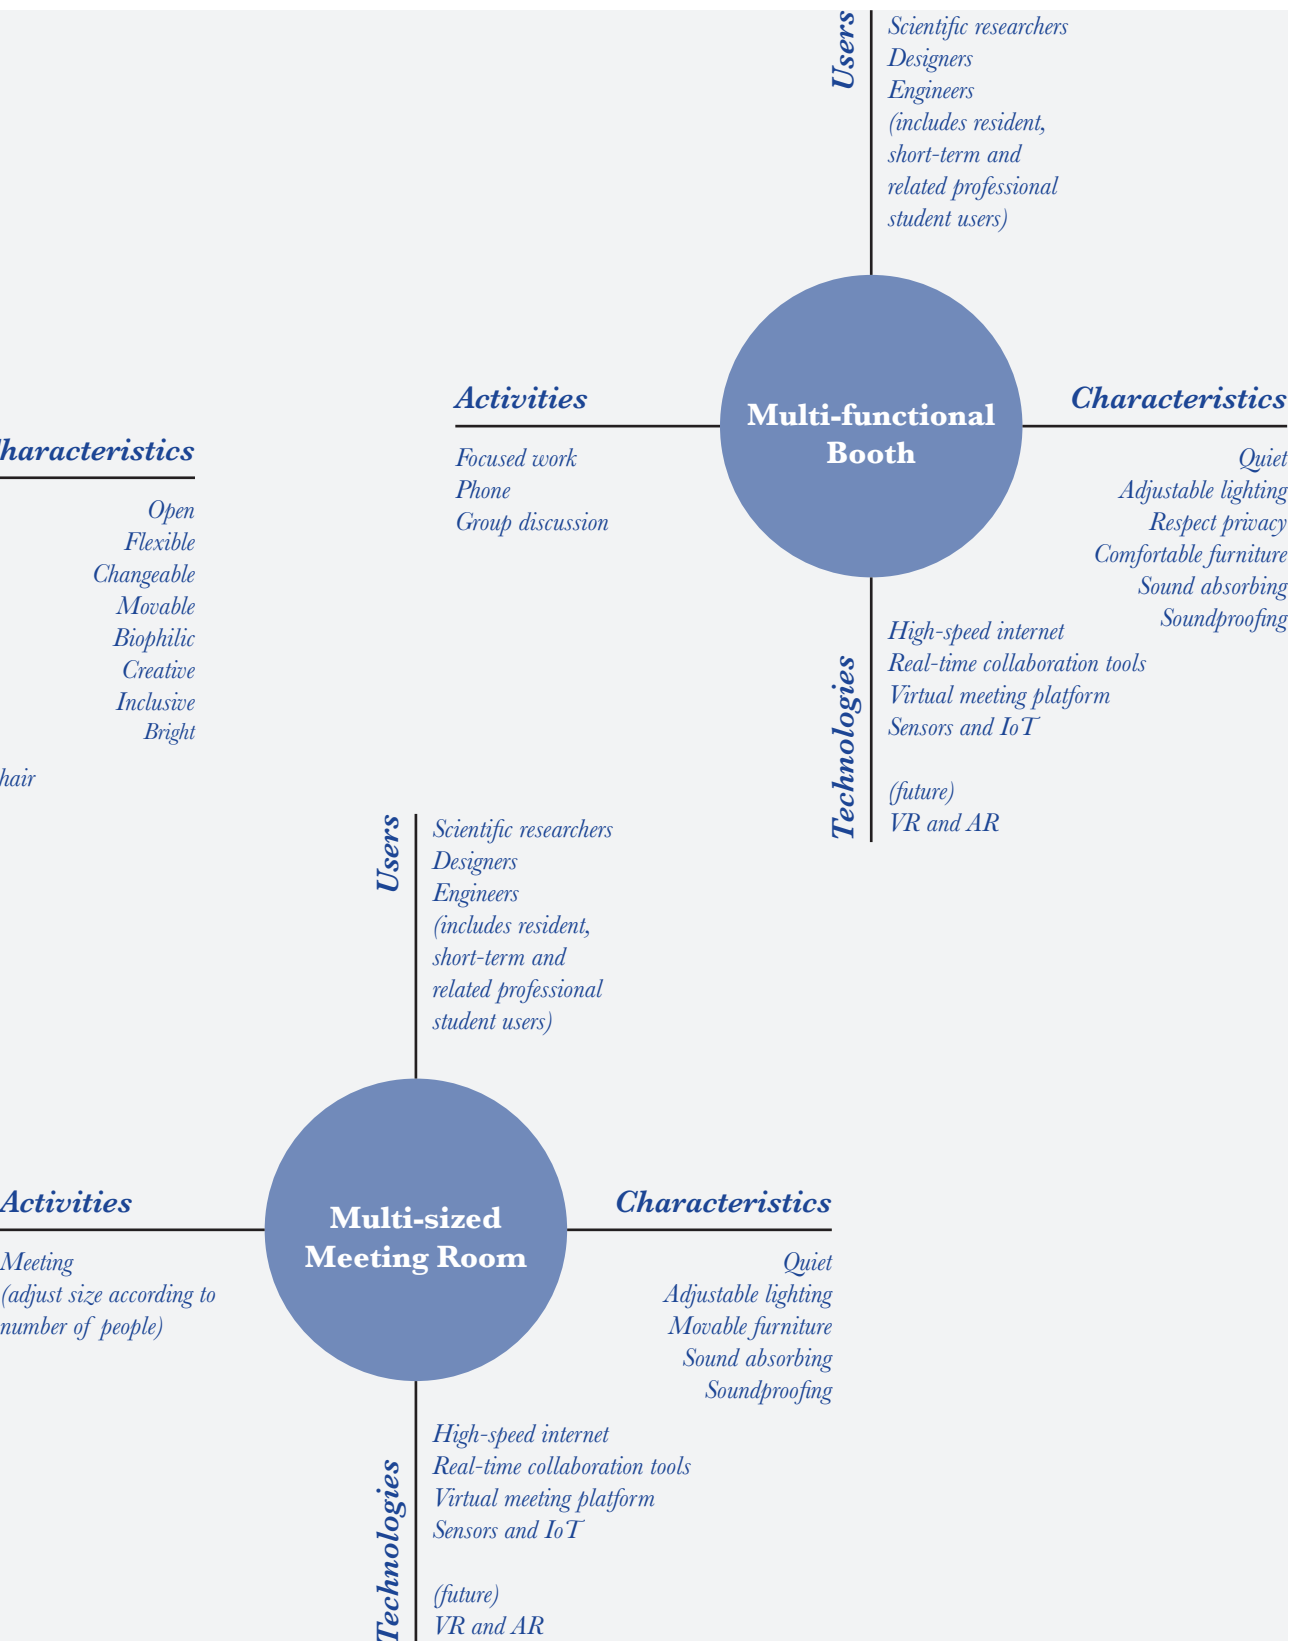 Users
Scientific researchers
Designers
Engineers
(includes resident,
short-term and
related professional
student users)
Activities
Focused work
Phone
Group discussion
Multi-functional
Booth
Characteristics
Quiet
Adjustable lighting
Respect privacy
Comfortable furniture
Sound absorbing
Soundproofing
Technologies
High-speed internet
Real-time collaboration tools
Virtual meeting platform
Sensors and IoT
(future)
VR and AR
haracteristics
Open
Flexible
Changeable
Movable
Biophilic
Creative
Inclusive
Bright
hair
Users
Scientific researchers
Designers
Engineers
(includes resident,
short-term and
related professional
student users)
Activities
Meeting
(adjust size according to
number of people)
Multi-sized
Meeting Room
Characteristics
Quiet
Adjustable lighting
Movable furniture
Sound absorbing
Soundproofing
Technologies
High-speed internet
Real-time collaboration tools
Virtual meeting platform
Sensors and IoT
(future)
VR and AR